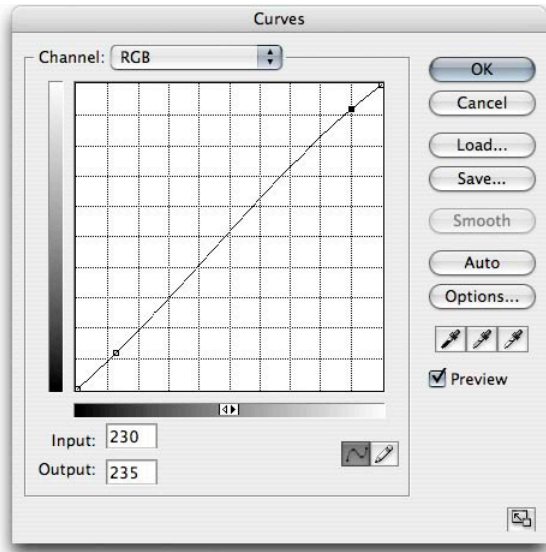 Curves
Channel: RGB
OK
Cancel
Load...
Save...
Smooth
Auto
Options...
Preview
Input: 230
Output: 235